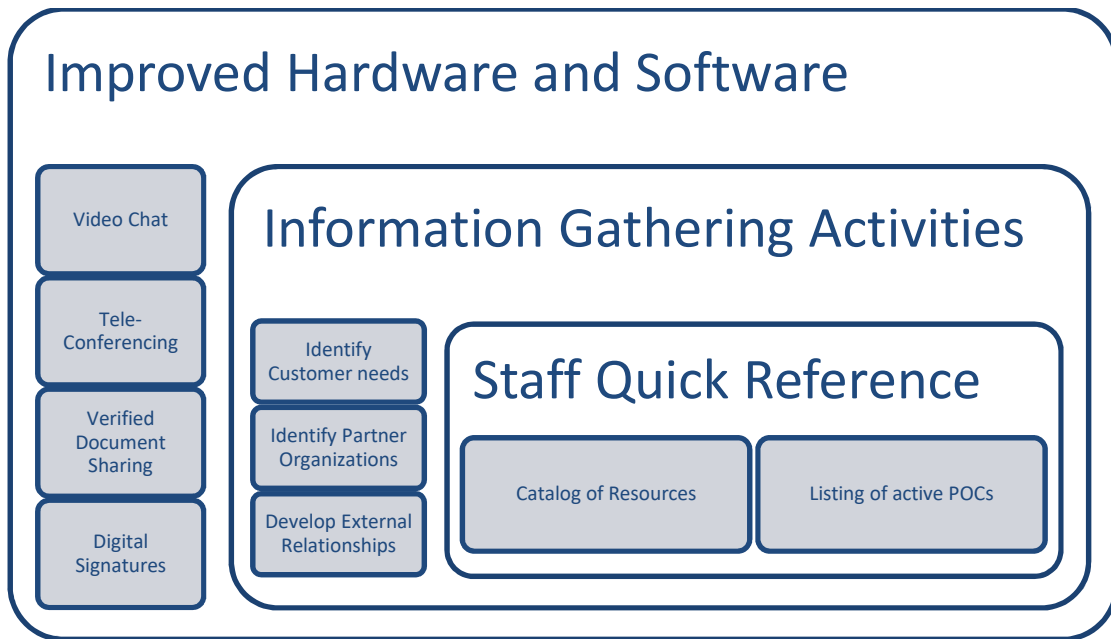 Improved Hardware and Software
Video Chat
Tele-
Conferencing
Verified
Document
Sharing
Digital
Signatures
Information Gathering Activities
Identify
Customer needs
Identify Partner
Organizations
Develop External
Relationships
Staff Quick Reference
Catalog of Resources
Listing of active POCs